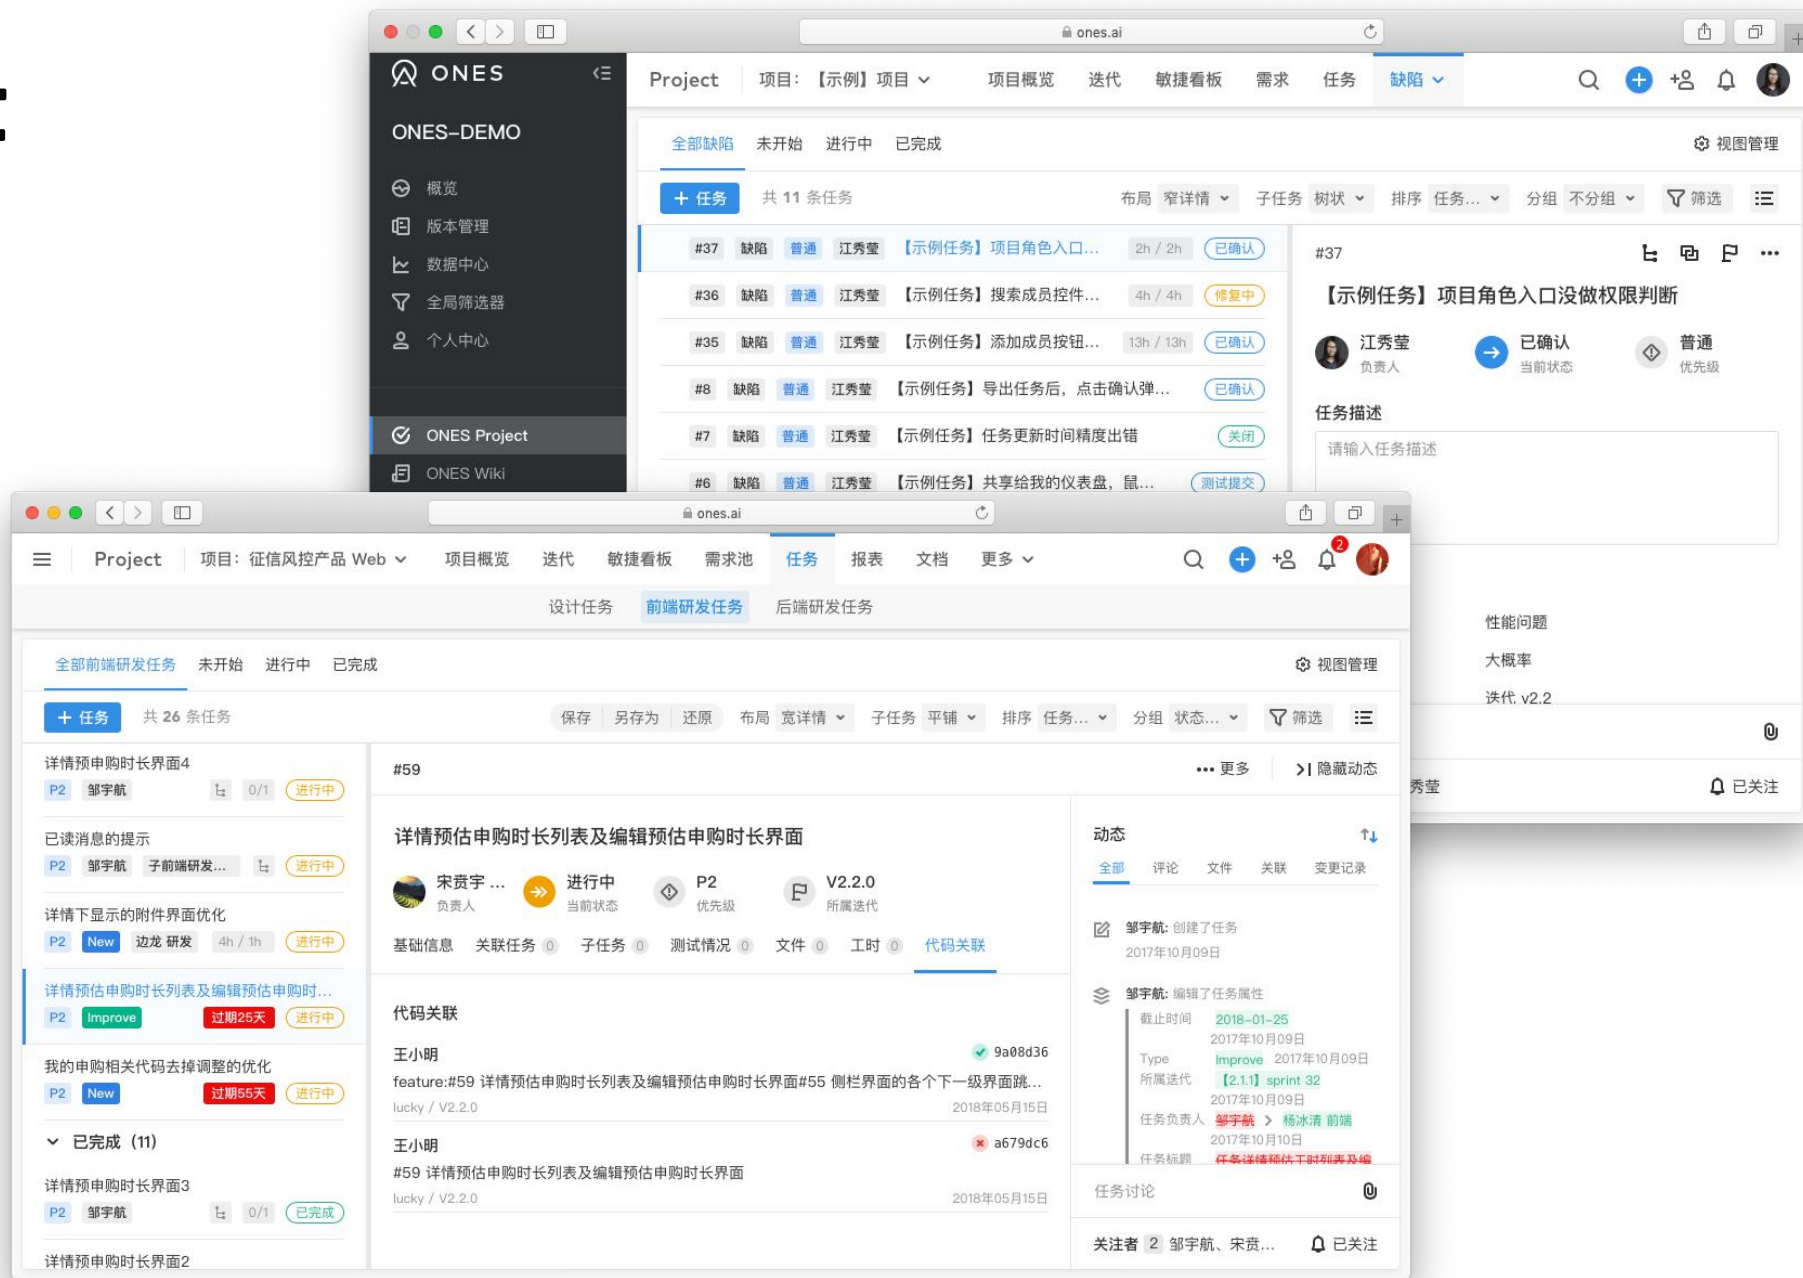 ones.ai
ONES
Project 项目：【示例】项目 项目概览 迭代 敏捷看板 需求 任务 缺陷
ONES-DEMO
概览
版本管理
数据中心
全局筛选器
个人中心
ONES Project
ONES Wiki
全部缺陷 未开始 进行中 已完成 视图管理
+ 任务 共 11 条任务 布局 窄详情 子任务 树状 排序 任务... 分组 不分组 筛选
#37 缺陷 普通 江秀莹 【示例任务】项目角色入口... 2h / 2h 已确认
#36 缺陷 普通 江秀莹 【示例任务】搜索成员控件... 4h / 4h 修复中
#35 缺陷 普通 江秀莹 【示例任务】添加成员按钮... 13h / 13h 已确认
#8 缺陷 普通 江秀莹 【示例任务】导出任务后，点击确认弹... 已确认
#7 缺陷 普通 江秀莹 【示例任务】任务更新时间精度出错 关闭
#6 缺陷 普通 江秀莹 【示例任务】共享给我的仪表盘，鼠... 测试提交
#37
【示例任务】项目角色入口没做权限判断
江秀莹 已确认 普通
负责人 当前状态 优先级
任务描述
请输入任务描述
性能问题
大概率
迭代 v2.2
秀莹 已关注
ones.ai
Project 项目：征信风控产品 Web 项目概览 迭代 敏捷看板 需求池 任务 报表 文档 更多 2
设计任务 前端研发任务 后端研发任务
全部前端研发任务 未开始 进行中 已完成 视图管理
+ 任务 共 26 条任务 保存 另存为 还原 布局 宽详情 子任务 平铺 排序 任务... 分组 状态... 筛选
详情预申购时长界面4
P2 邹宇航 0/1 进行中
已读消息的提示
P2 邹宇航 子前端研发... 进行中
详情下显示的附件界面优化
P2 New 边龙 研发 4h / 1h 进行中
详情预估申购时长列表及编辑预估申购时...
P2 Improve 过期25天 进行中
我的申购相关代码去掉调整的优化
P2 New 过期55天 进行中
已完成（11）
详情预申购时长界面3
P2 邹宇航 0/1 已完成
详情预申购时长界面2
#59 ••• 更多 隐藏动态
详情预估申购时长列表及编辑预估申购时长界面
宋贲宇 ... 进行中 P2 V2.2.0
负责人 当前状态 优先级 所属迭代
基础信息 关联任务 0 子任务 0 测试情况 0 文件 0 工时 0 代码关联
代码关联
王小明 9a08d36
feature:#59 详情预估申购时长列表及编辑预估申购时长界面#55 侧栏界面的各个下一级界面跳...
lucky / V2.2.0 2018年05月15日
王小明 a679dc6
#59 详情预估申购时长列表及编辑预估申购时长界面
lucky / V2.2.0 2018年05月15日
动态
全部 评论 文件 关联 变更记录
邹宇航: 创建了任务
2017年10月09日
邹宇航: 编辑了任务属性
截止时间 2018-01-25
2017年10月09日
Type Improve 2017年10月09日
所属迭代 【2.1.1】sprint 32
2017年10月09日
任务负责人 邹宇航 > 杨冰清 前端
2017年10月10日
任务标题 任务详情预估工时列表及编
任务讨论
关注者 2 邹宇航、宋贲... 已关注